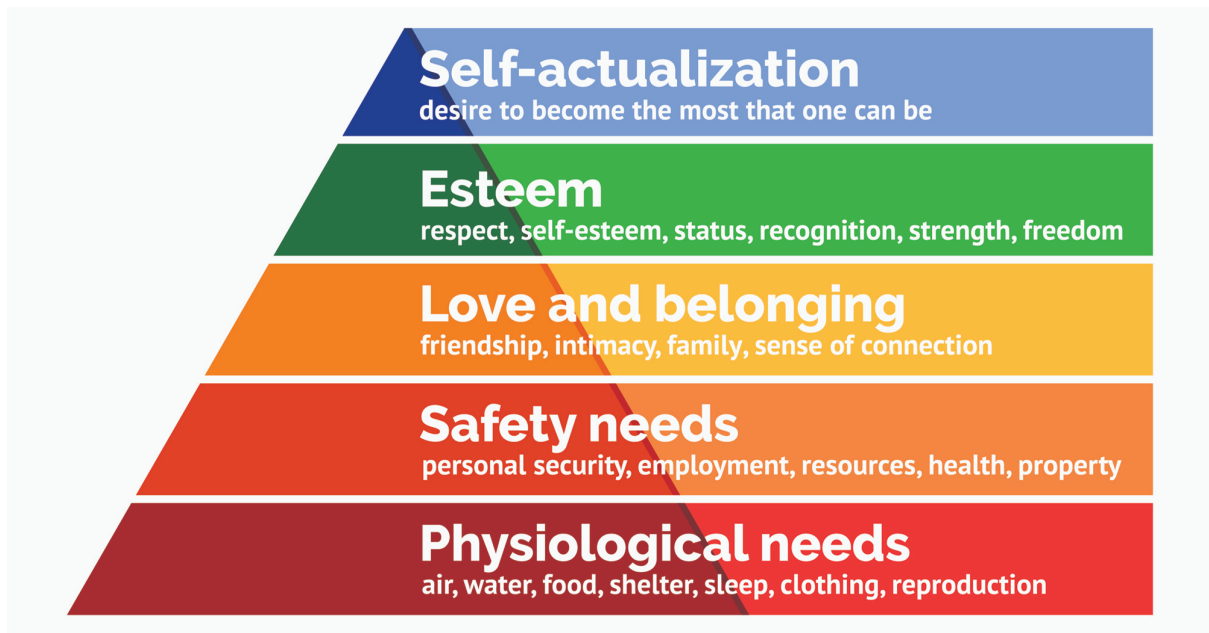 Self-actualization
desire to become the most that one can be
Esteem
respect, self-esteem, status, recognition, strength, freedom
Love and belonging
friendship, intimacy, family, sense of connection
Safety needs
personal security, employment, resources, health, property
Physiological needs
air, water, food, shelter, sleep, clothing, reproduction